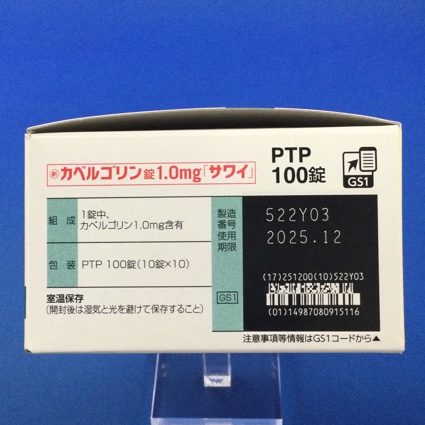 劇 カベルゴリン錠1.0mg「サワイ」
PTP
100錠
GS1
組成
1錠中、
カベルゴリン1.0mg含有
包装
PTP 100錠(10錠×10)
室温保存
(開封後は湿気と光を避けて保存すること)
製造
番号
使用
期限
522Y03
2025.12
GS1
(17)251200(10)522Y03
(01)14987080915116
注意事項等情報はGS1コードから▲